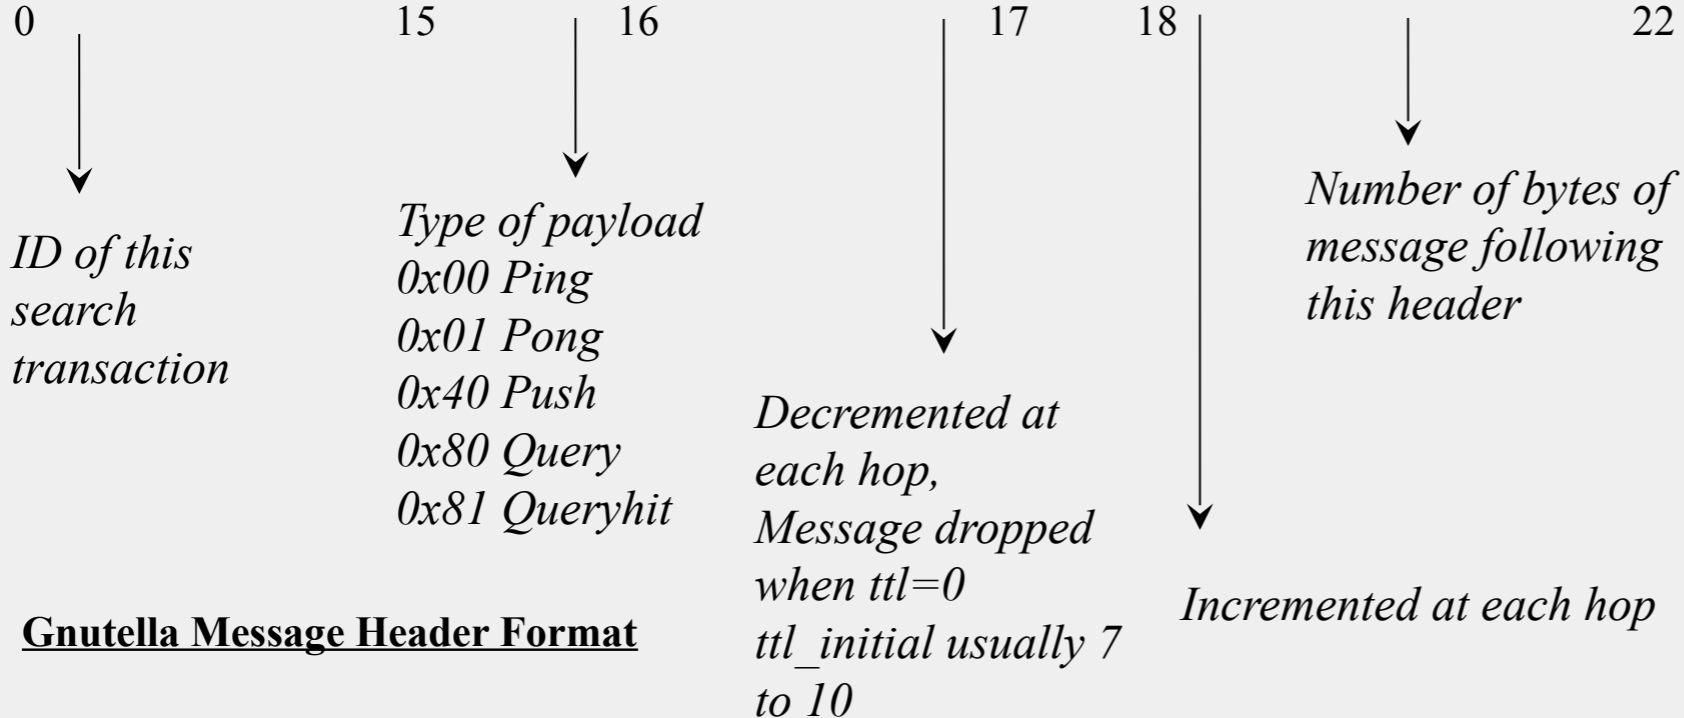 0 15 16 17 18 22
ID of this
search
transaction
Type of payload
0x00 Ping
0x01 Pong
0x40 Push
0x80 Query
0x81 Queryhit
Decremented at
each hop,
Message dropped
when ttl=0
ttl_initial usually 7
to 10
Incremented at each hop
Number of bytes of
message following
this header
Gnutella Message Header Format